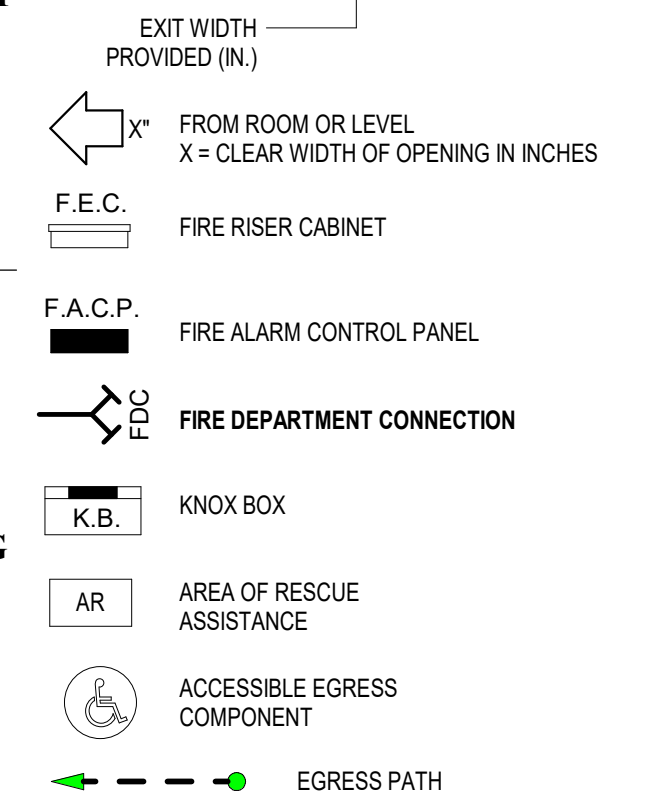 EXIT WIDTH
PROVIDED (IN.)
X"
FROM ROOM OR LEVEL
X = CLEAR WIDTH OF OPENING IN INCHES
F.E.C.
FIRE RISER CABINET
F.A.C.P.
FIRE ALARM CONTROL PANEL
FDC
FIRE DEPARTMENT CONNECTION
K.B.
KNOX BOX
AR
AREA OF RESCUE
ASSISTANCE
ACCESSIBLE EGRESS
COMPONENT
EGRESS PATH